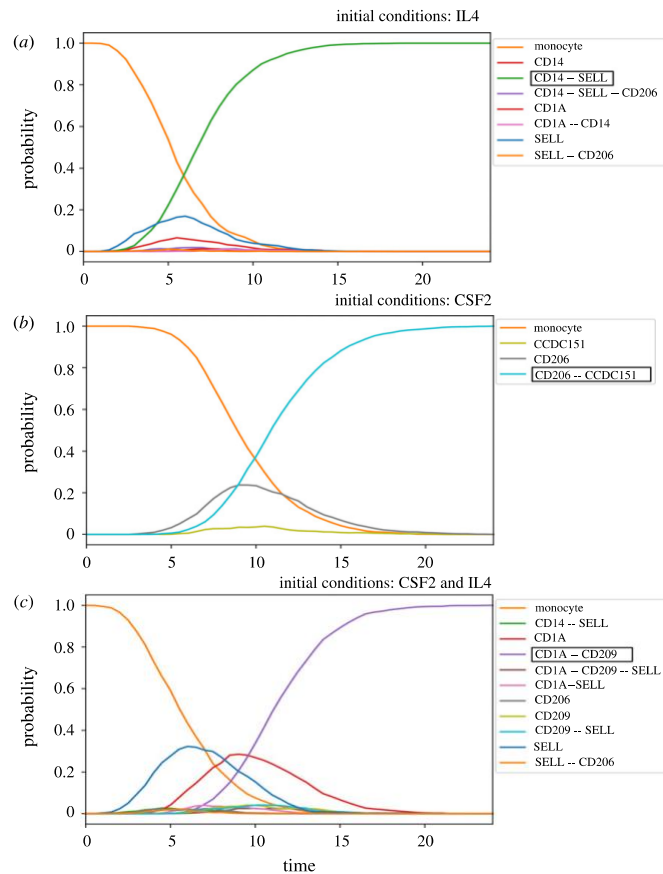 initial conditions: IL4
(a)
1.0
0.8
0.6
0.4
0.2
0
probability
0
5
10
15
20
monocyte
CD14
CD14 – SELL
CD14 – SELL – CD206
CD1A
CD1A -- CD14
SELL
SELL – CD206
initial conditions: CSF2
(b)
1.0
0.8
0.6
0.4
0.2
0
probability
0
5
10
15
20
monocyte
CCDC151
CD206
CD206 -- CCDC151
initial conditions: CSF2 and IL4
(c)
1.0
0.8
0.6
0.4
0.2
0
probability
0
5
10
15
20
time
monocyte
CD14 -- SELL
CD1A
CD1A – CD209
CD1A – CD209 -- SELL
CD1A–SELL
CD206
CD209
CD209 -- SELL
SELL
SELL -- CD206